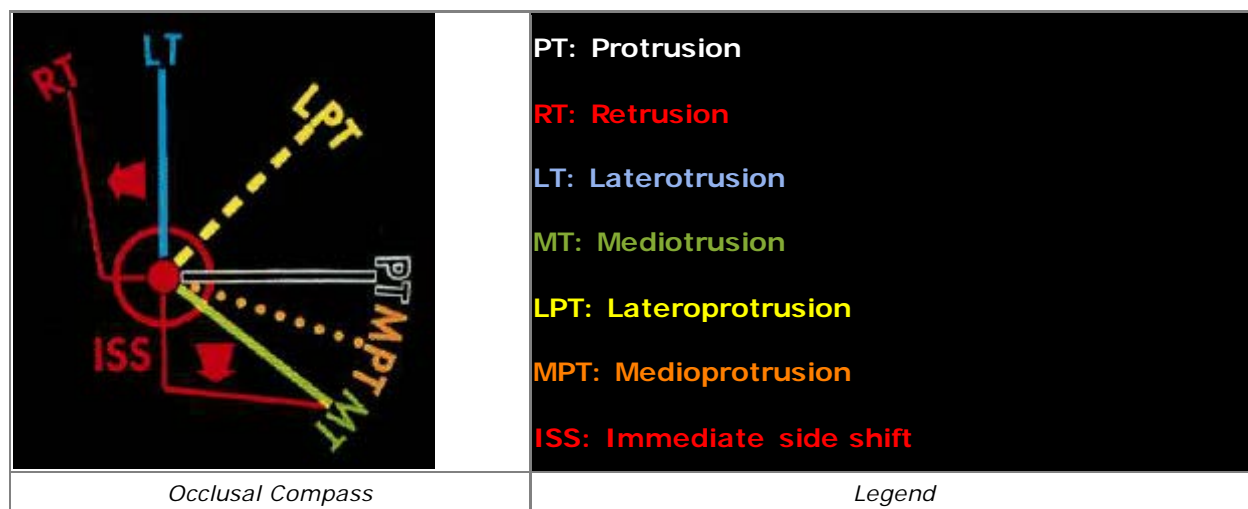 RT
LT
LPT
PT
MPT
MT
ISS
PT: Protrusion
RT: Retrusion
LT: Laterotrusion
MT: Mediotrusion
LPT: Lateroprotrusion
MPT: Medioprotrusion
ISS: Immediate side shift
Occlusal Compass
Legend